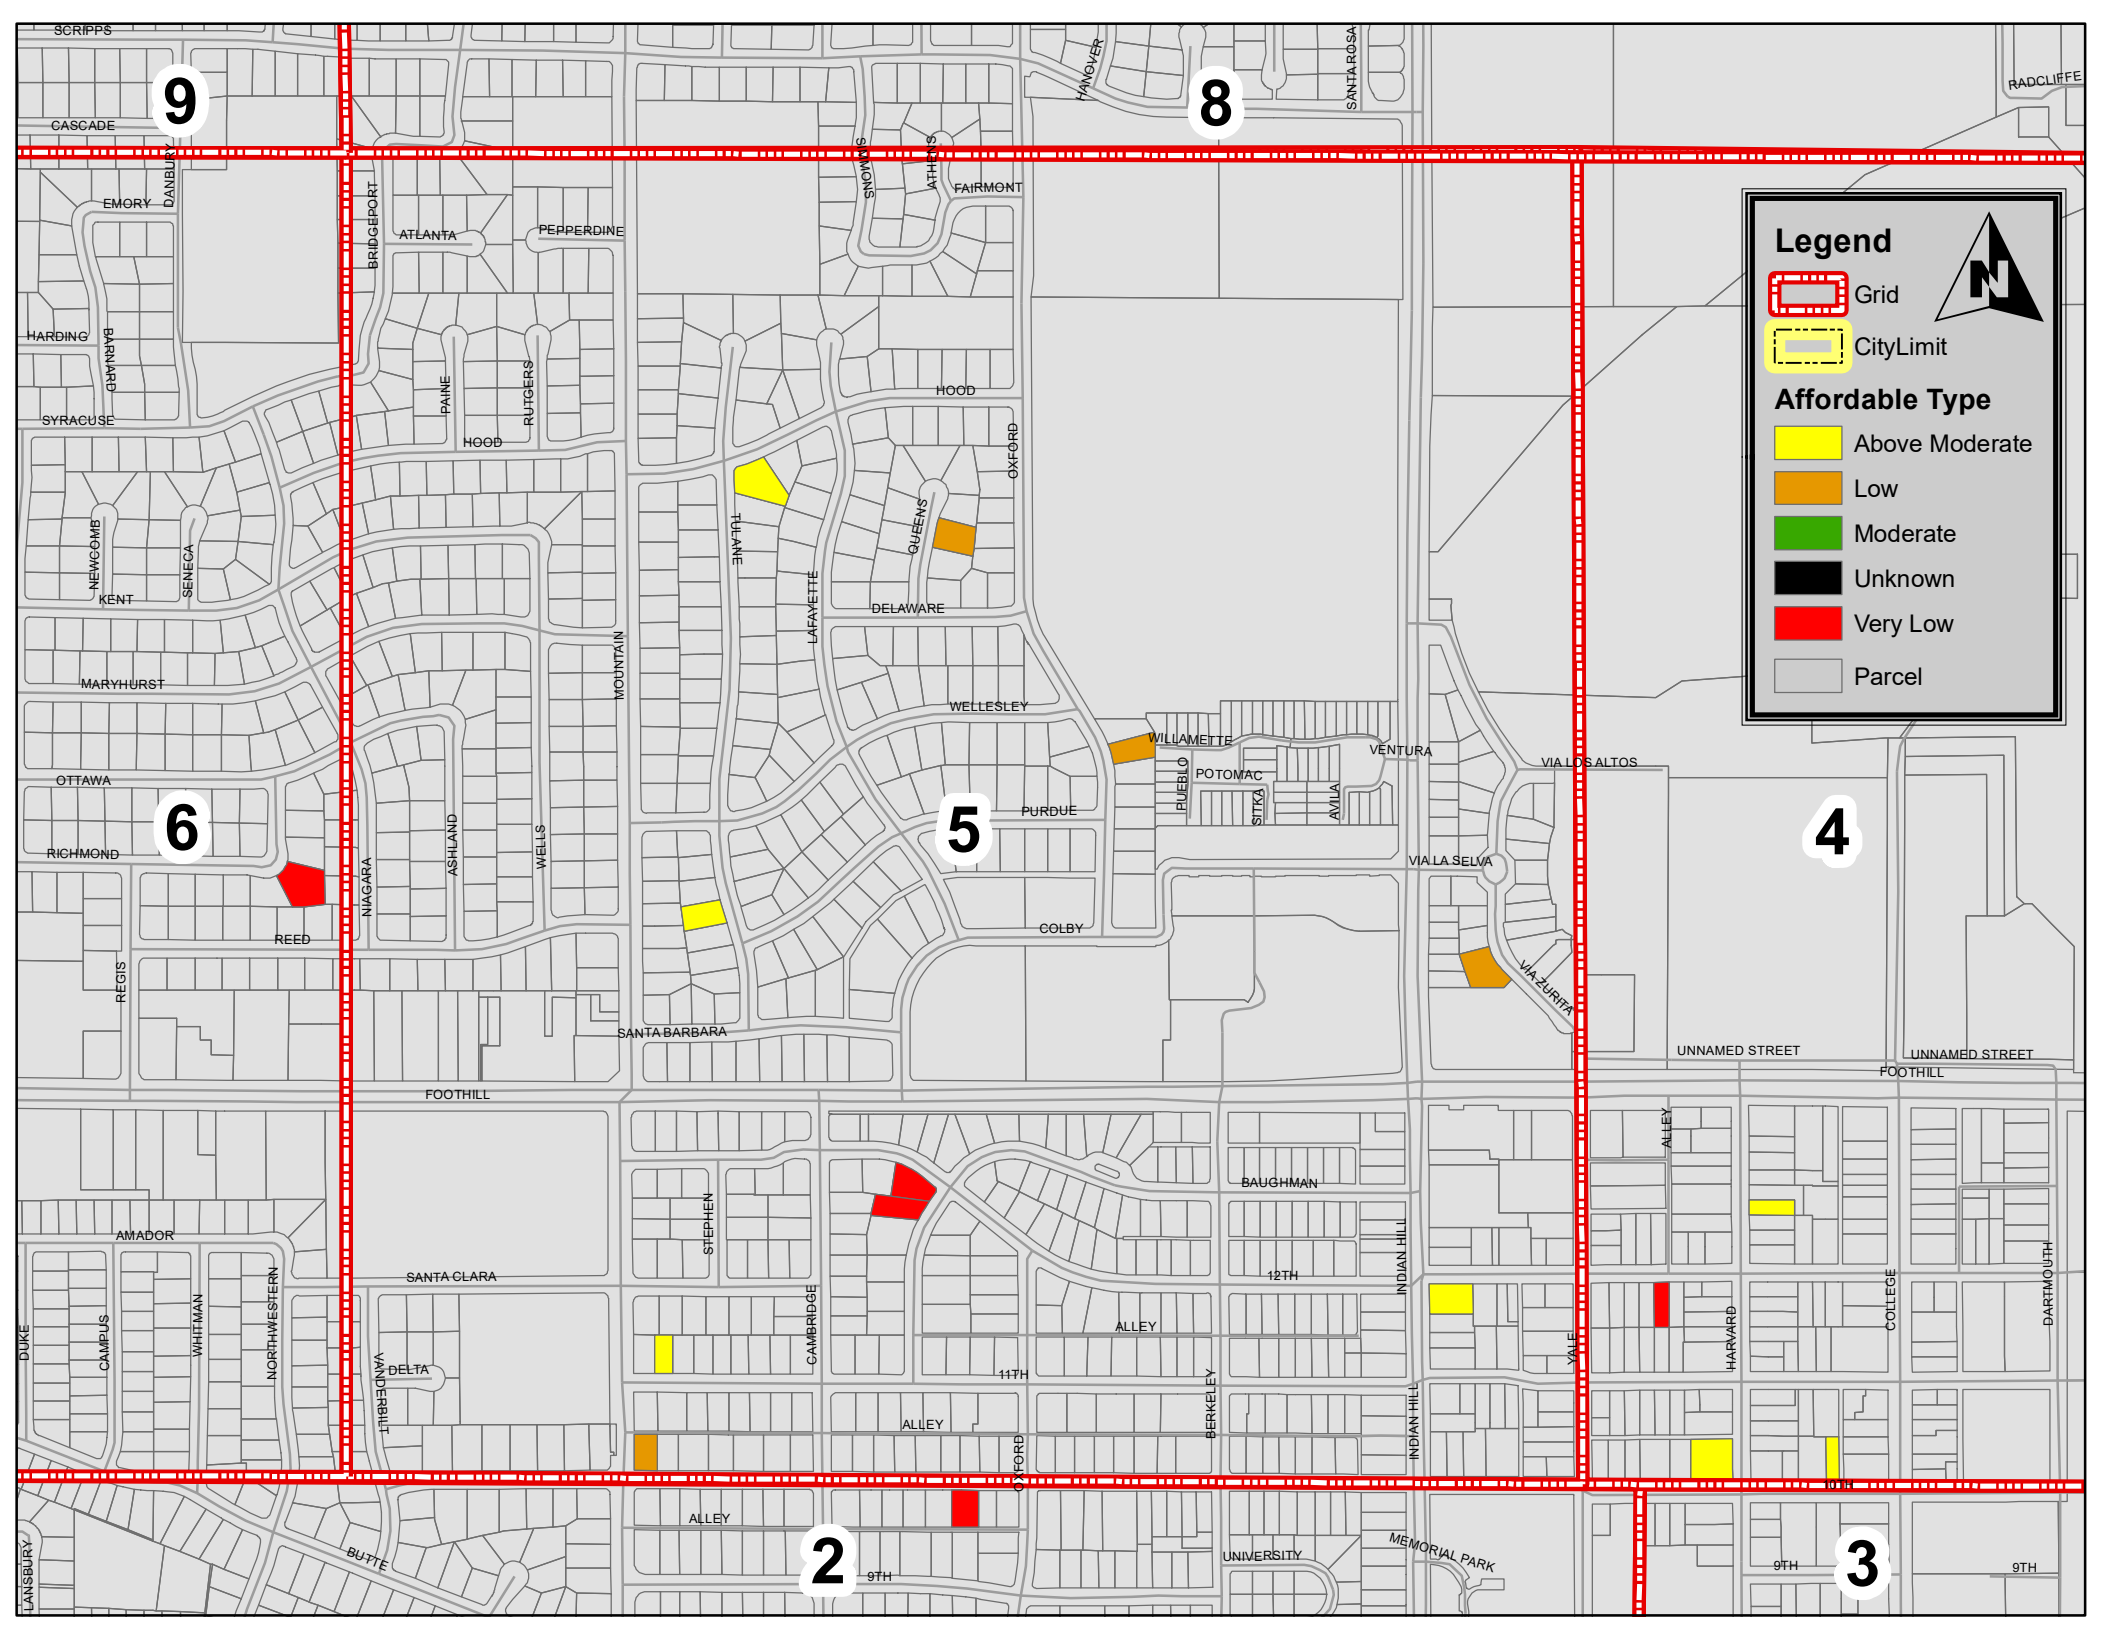 SCRIPPS
HANOVER
SANTA ROSA
RADCLIFFE
9
8
CASCADE
DANBURY
SIMMONS
ATHENS
FAIRMONT
EMORY
BRIDGEPORT
ATLANTA
PEPPERDINE
Legend
N
Grid
CityLimit
Affordable Type
Above Moderate
Low
Moderate
Unknown
Very Low
Parcel
HARDING
BARNARD
PAINE
RUTGERS
HOOD
SYRACUSE
HOOD
OXFORD
NEWCOMB
SENECA
TULANE
QUEENS
KENT
LAFAYETTE
DELAWARE
MOUNTAIN
MARYHURST
WELLESLEY
WILLAMETTE
VENTURA
VIA LOS ALTOS
OTTAWA
PUEBLO
POTOMAC
SITKA
AVILA
PURDUE
6
5
4
ASHLAND
WELLS
RICHMOND
VIA LA SELVA
NIAGARA
REED
COLBY
REGIS
VIA ZURITA
SANTA BARBARA
UNNAMED STREET
UNNAMED STREET
FOOTHILL
FOOTHILL
ALLEY
BAUGHMAN
STEPHEN
AMADOR
INDIAN HILL
DARTMOUTH
SANTA CLARA
12TH
NORTHWESTERN
CAMBRIDGE
COLLEGE
DUKE
CAMPUS
WHITMAN
ALLEY
YALE
HARVARD
VANDERBILT
DELTA
11TH
BERKELEY
INDIAN HILL
ALLEY
OXFORD
10TH
ALLEY
2
3
LANSBURY
BUTTE
9TH
UNIVERSITY
MEMORIAL PARK
9TH
9TH